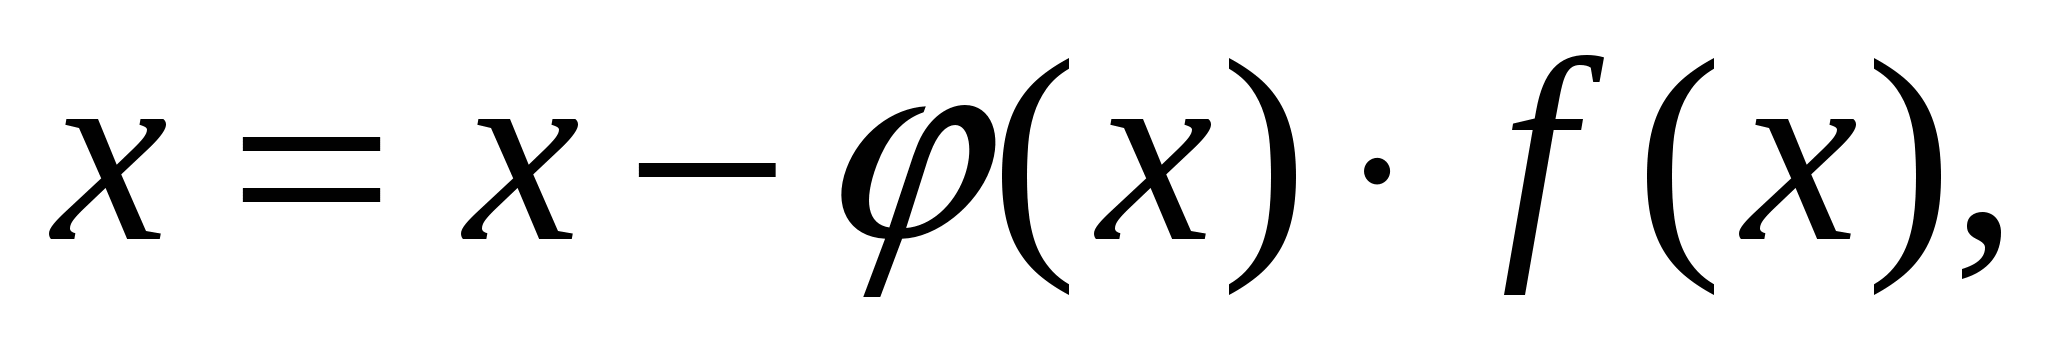 x = x − φ(x) · f(x),